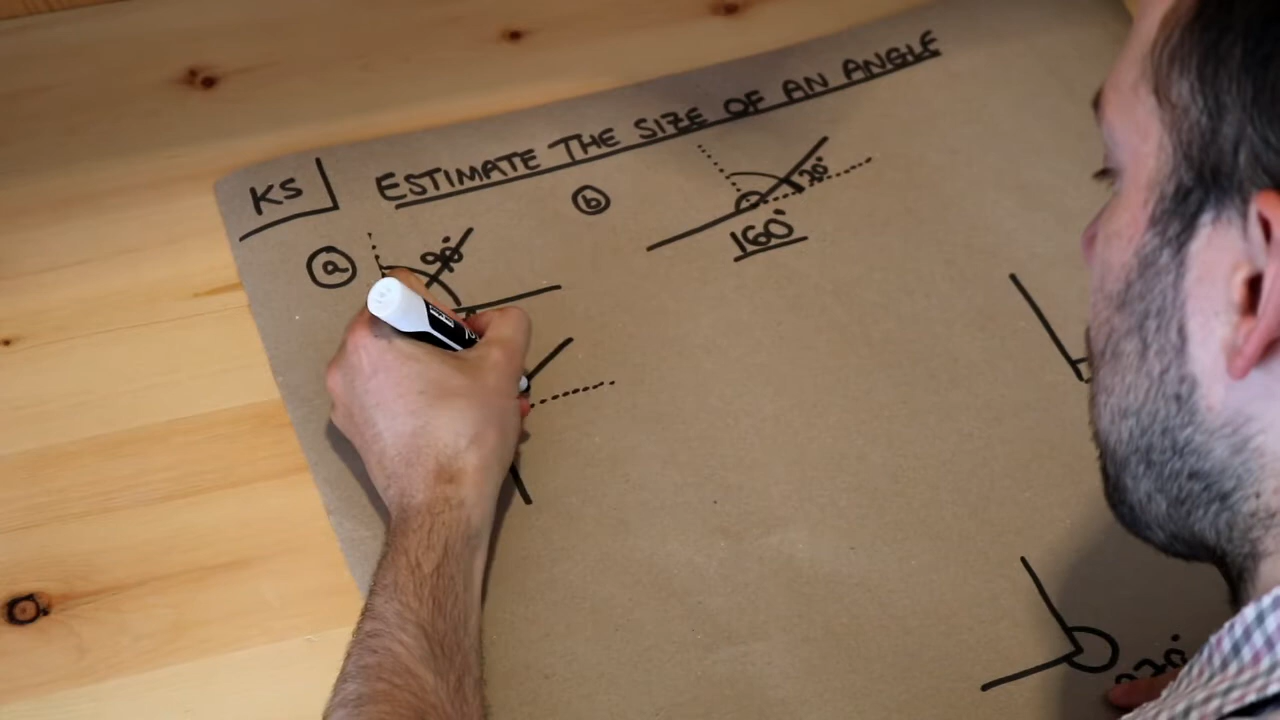 KS
ESTIMATE THE SIZE OF AN ANGLE
ⓐ
90°
ⓑ
20°
160°